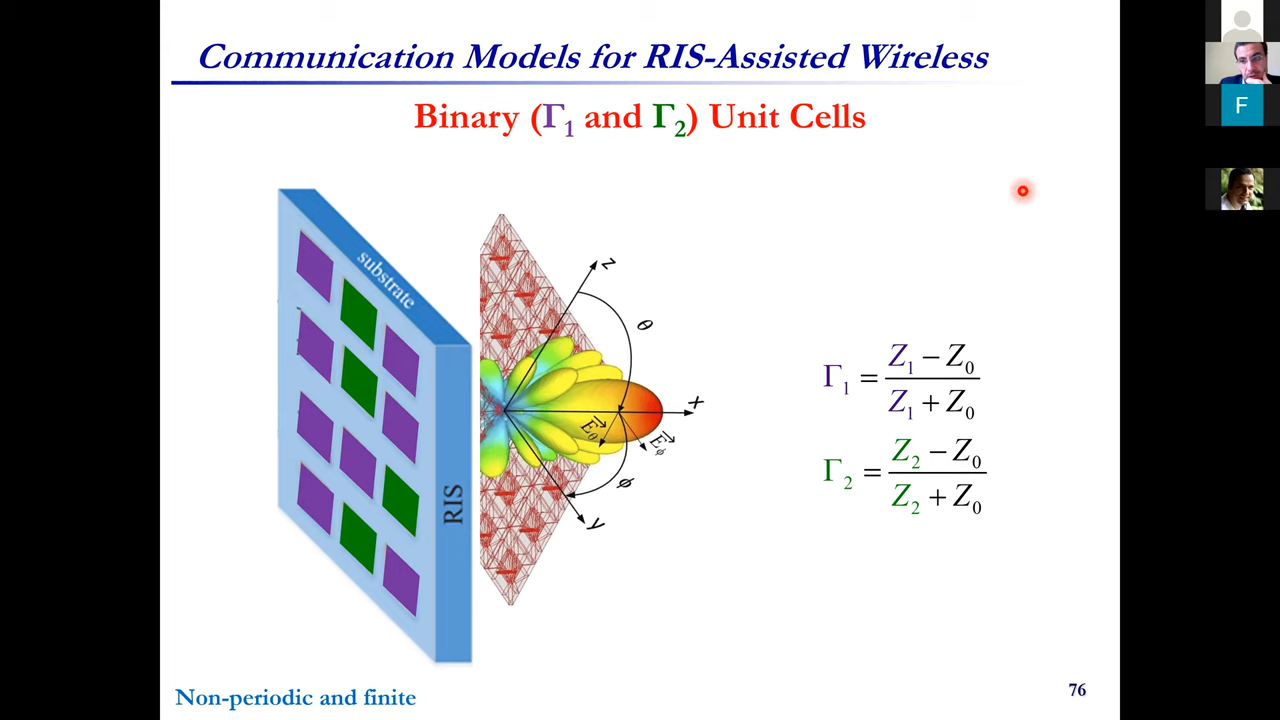 Communication Models for RIS-Assisted Wireless
Binary (Γ1 and Γ2) Unit Cells
F
substrate
z
θ
x
E⃗θ
E⃗ϕ
ϕ
y
RIS
Γ1 = (Z1 − Z0) / (Z1 + Z0)
Γ2 = (Z2 − Z0) / (Z2 + Z0)
Non-periodic and finite
76